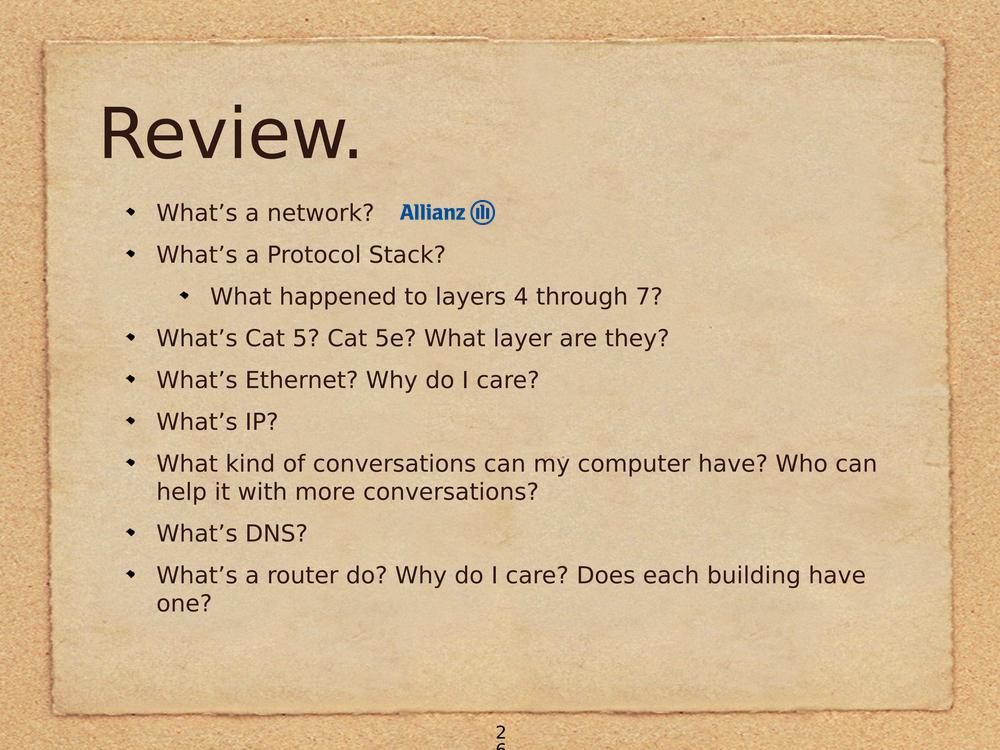 Review.
What’s a network? Allianz
What’s a Protocol Stack?
What happened to layers 4 through 7?
What’s Cat 5? Cat 5e? What layer are they?
What’s Ethernet? Why do I care?
What’s IP?
What kind of conversations can my computer have? Who can
help it with more conversations?
What’s DNS?
What’s a router do? Why do I care? Does each building have
one?
2
6